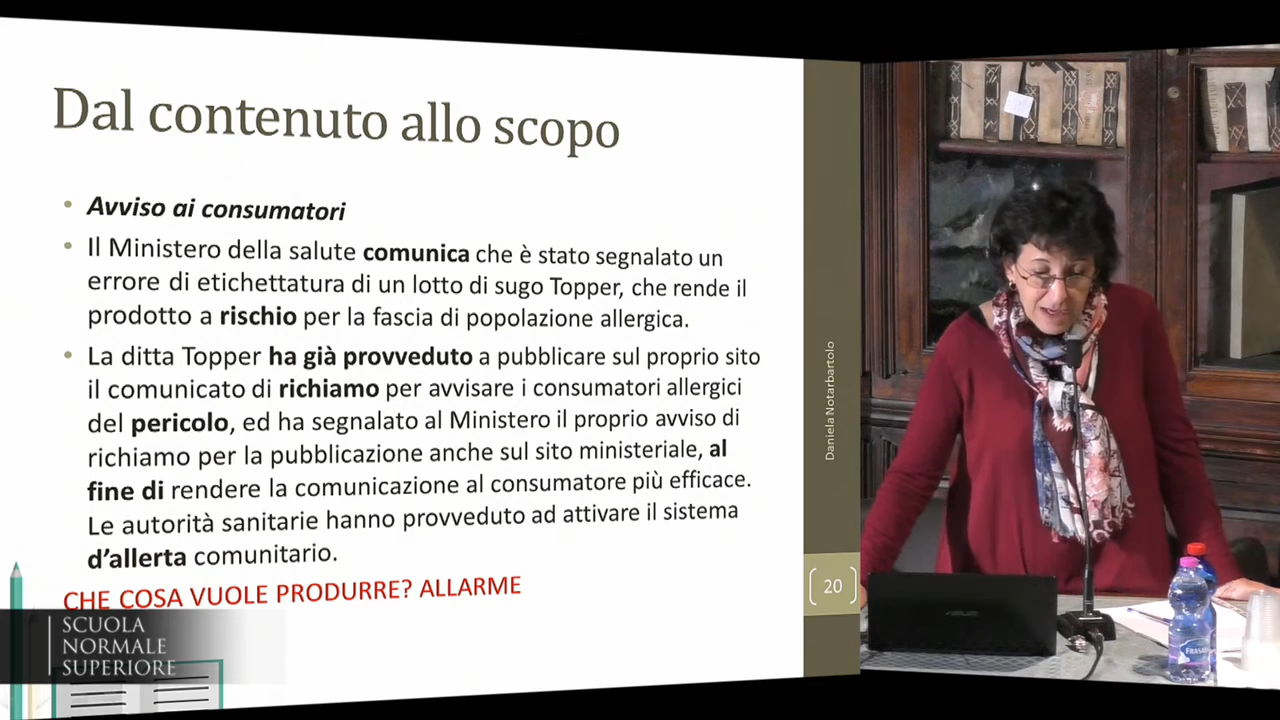 Dal contenuto allo scopo
• Avviso ai consumatori
• Il Ministero della salute comunica che è stato segnalato un
errore di etichettatura di un lotto di sugo Topper, che rende il
prodotto a rischio per la fascia di popolazione allergica.
• La ditta Topper ha già provveduto a pubblicare sul proprio sito
il comunicato di richiamo per avvisare i consumatori allergici
del pericolo, ed ha segnalato al Ministero il proprio avviso di
richiamo per la pubblicazione anche sul sito ministeriale, al
fine di rendere la comunicazione al consumatore più efficace.
Le autorità sanitarie hanno provveduto ad attivare il sistema
d'allerta comunitario.
CHE COSA VUOLE PRODURRE? ALLARME
SCUOLA
NORMALE
SUPERIORE
Daniela Notarbartolo
20
ASUS